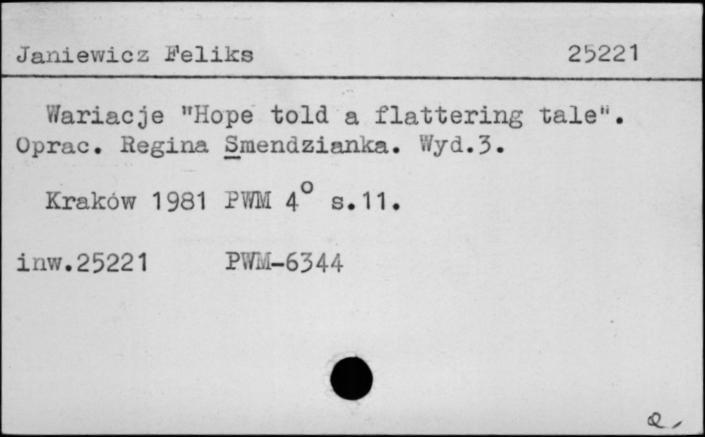 Janiewicz Feliks 25221
Wariacje "Hope told a flattering tale".
Oprac. Regina Smendzianka. Wyd.3.
Kraków 1981 PWM 4° s.11.
inw.25221 PWM-6344